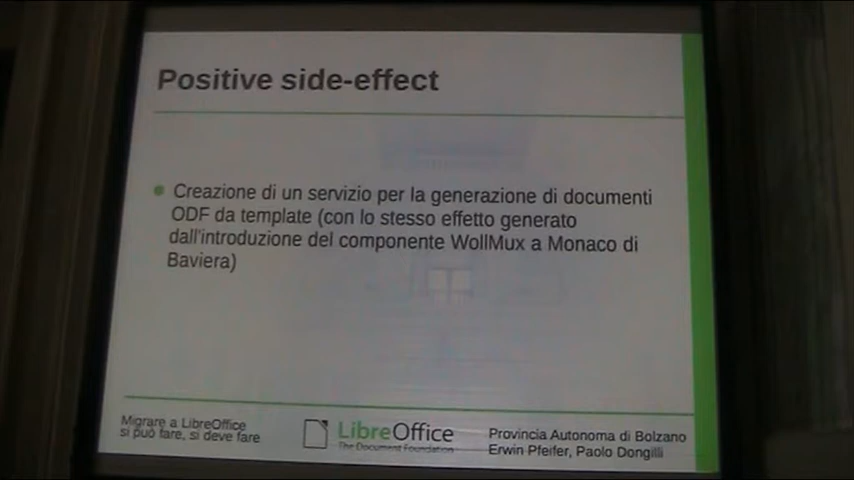 Positive side-effect
Creazione di un servizio per la generazione di documenti
ODF da template (con lo stesso effetto generato
dall'introduzione del componente WollMux a Monaco di
Baviera)
Migrare a LibreOffice
si può fare, si deve fare
LibreOffice
The Document Foundation
Provincia Autonoma di Bolzano
Erwin Pfeifer, Paolo Dongilli